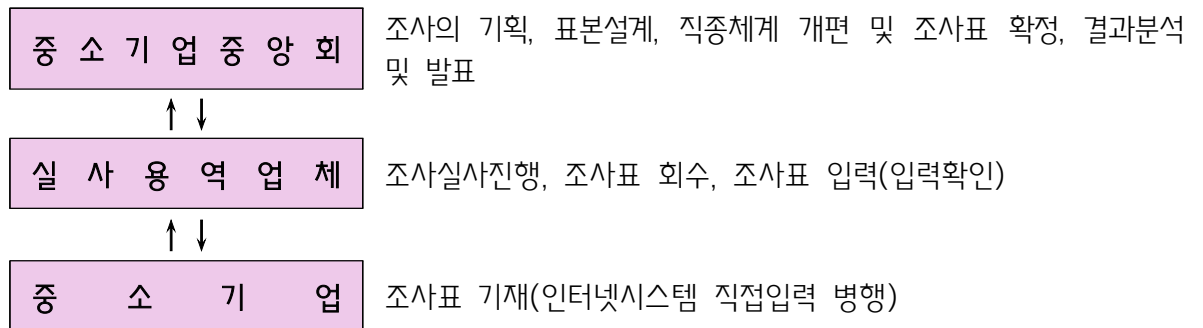 중 소 기 업 중 앙 회
조사의 기획, 표본설계, 직종체계 개편 및 조사표 확정, 결과분석
및 발표
실 사 용 역 업 체
조사실사진행, 조사표 회수, 조사표 입력(입력확인)
중 소 기 업
조사표 기재(인터넷시스템 직접입력 병행)